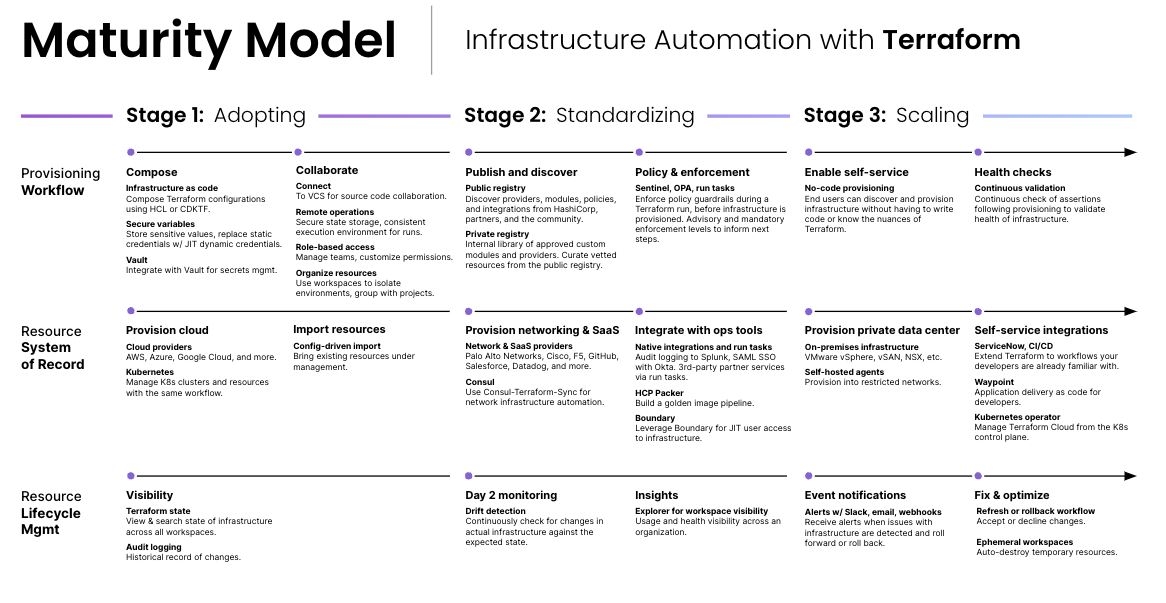 Maturity Model
Infrastructure Automation with Terraform
Stage 1: Adopting
Stage 2: Standardizing
Stage 3: Scaling
Provisioning
Workflow
Compose
Infrastructure as code
Compose Terraform configurations
using HCL or CDKTF.
Secure variables
Store sensitive values, replace static
credentials w/ JIT dynamic credentials.
Vault
Integrate with Vault for secrets mgmt.
Collaborate
Connect
To VCS for source code collaboration.
Remote operations
Secure state storage, consistent
execution environment for runs.
Role-based access
Manage teams, customize permissions.
Organize resources
Use workspaces to isolate
environments, group with projects.
Publish and discover
Public registry
Discover providers, modules, policies,
and integrations from HashiCorp,
partners, and the community.
Private registry
Internal library of approved custom
modules and providers. Curate vetted
resources from the public registry.
Policy & enforcement
Sentinel, OPA, run tasks
Enforce policy guardrails during a
Terraform run, before infrastructure is
provisioned. Advisory and mandatory
enforcement levels to inform next
steps.
Enable self-service
No-code provisioning
End users can discover and provision
infrastructure without having to write
code or know the nuances of
Terraform.
Health checks
Continuous validation
Continuous check of assertions
following provisioning to validate
health of infrastructure.
Resource
System
of Record
Provision cloud
Cloud providers
AWS, Azure, Google Cloud, and more.
Kubernetes
Manage K8s clusters and resources
with the same workflow.
Import resources
Config-driven import
Bring existing resources under
management.
Provision networking & SaaS
Network & SaaS providers
Palo Alto Networks, Cisco, F5, GitHub,
Salesforce, Datadog, and more.
Consul
Use Consul-Terraform-Sync for
network infrastructure automation.
Integrate with ops tools
Native integrations and run tasks
Audit logging to Splunk, SAML SSO
with Okta. 3rd-party partner services
via run tasks.
HCP Packer
Build a golden image pipeline.
Boundary
Leverage Boundary for JIT user access
to infrastructure.
Provision private data center
On-premises infrastructure
VMware vSphere, vSAN, NSX, etc.
Self-hosted agents
Provision into restricted networks.
Self-service integrations
ServiceNow, CI/CD
Extend Terraform to workflows your
developers are already familiar with.
Waypoint
Application delivery as code for
developers.
Kubernetes operator
Manage Terraform Cloud from the K8s
control plane.
Resource
Lifecycle
Mgmt
Visibility
Terraform state
View & search state of infrastructure
across all workspaces.
Audit logging
Historical record of changes.
Day 2 monitoring
Drift detection
Continuously check for changes in
actual infrastructure against the
expected state.
Insights
Explorer for workspace visibility
Usage and health visibility across an
organization.
Event notifications
Alerts w/ Slack, email, webhooks
Receive alerts when issues with
infrastructure are detected and roll
forward or roll back.
Fix & optimize
Refresh or rollback workflow
Accept or decline changes.
Ephemeral workspaces
Auto-destroy temporary resources.